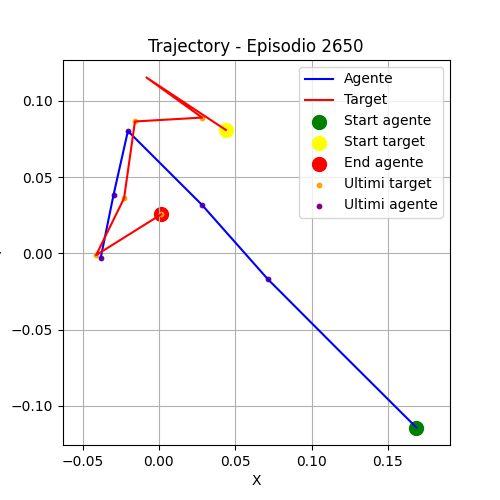 Trajectory - Episodio 2650
Agente
Target
Start agente
Start target
End agente
Ultimi target
Ultimi agente
0.10
0.05
0.00
−0.05
−0.10
−0.05
0.00
0.05
0.10
0.15
X